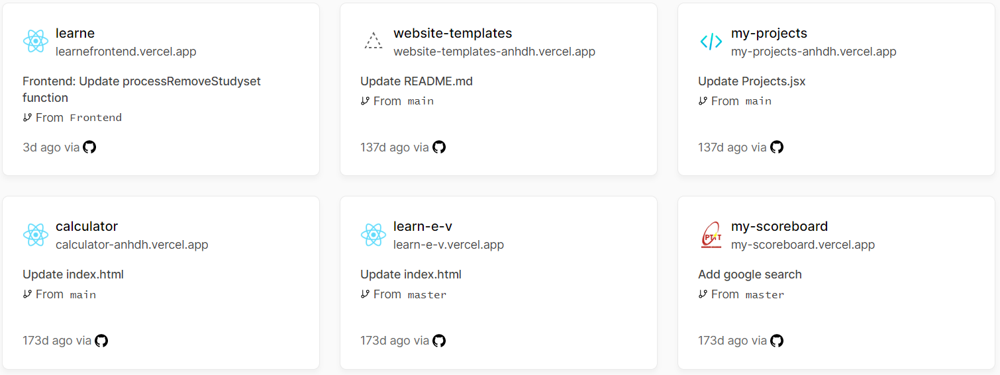 learne
learnefrontend.vercel.app
Frontend: Update processRemoveStudyset
function
From Frontend
3d ago via
website-templates
website-templates-anhdh.vercel.app
Update README.md
From main
137d ago via
my-projects
my-projects-anhdh.vercel.app
Update Projects.jsx
From main
137d ago via
calculator
calculator-anhdh.vercel.app
Update index.html
From main
173d ago via
learn-e-v
learn-e-v.vercel.app
Update index.html
From master
173d ago via
PTIT
my-scoreboard
my-scoreboard.vercel.app
Add google search
From master
173d ago via